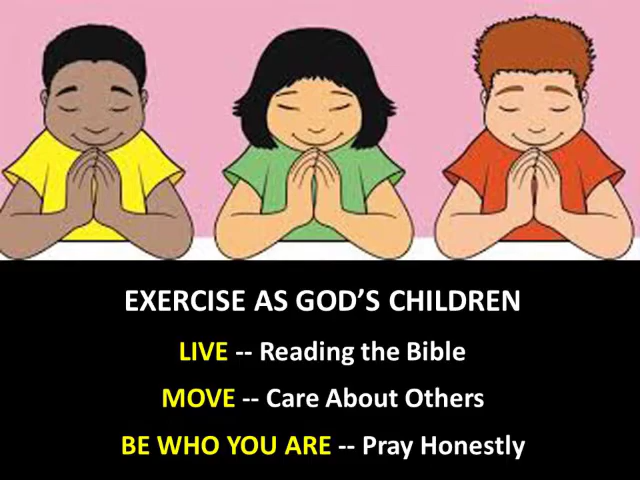 EXERCISE AS GOD’S CHILDREN
LIVE -- Reading the Bible
MOVE -- Care About Others
BE WHO YOU ARE -- Pray Honestly